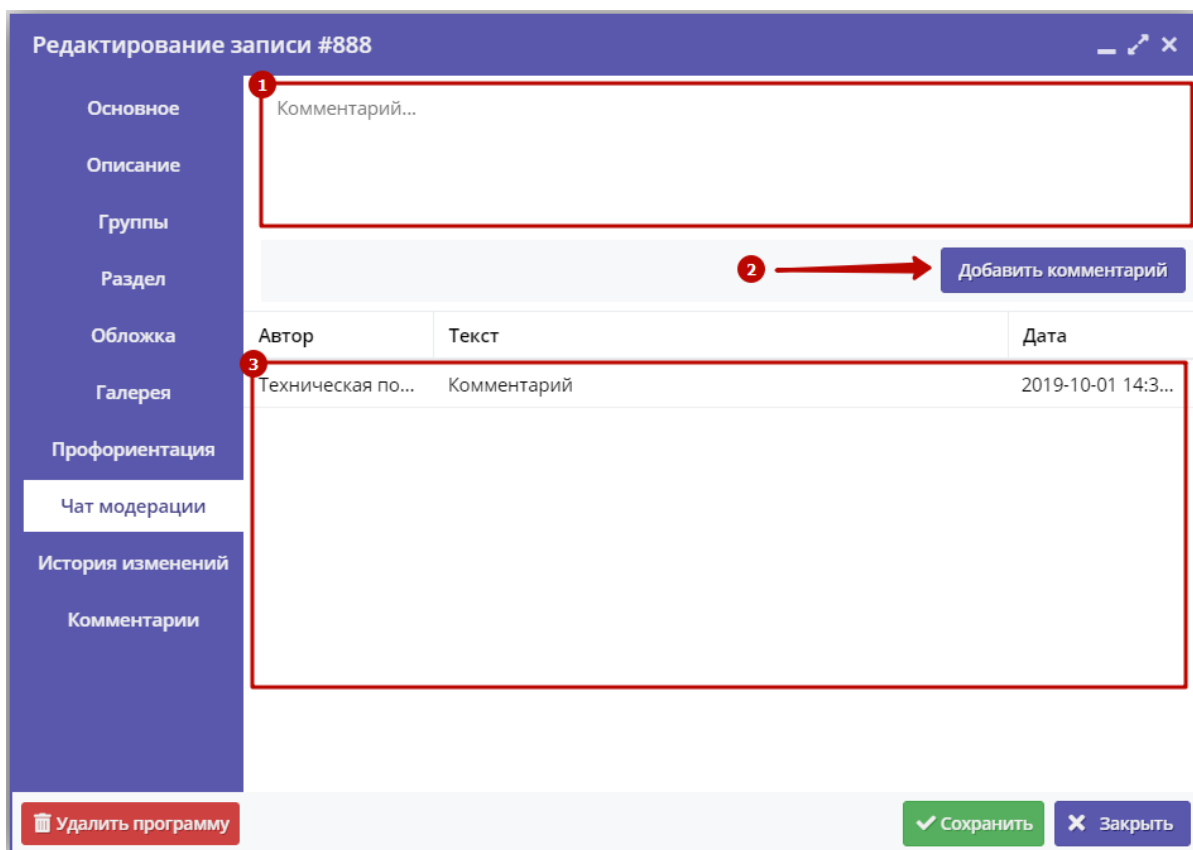 Редактирование записи #888
Основное
Описание
Группы
Раздел
Обложка
Галерея
Профориентация
Чат модерации
История изменений
Комментарии
1
Комментарий...
2
Добавить комментарий
Автор Текст Дата
3
Техническая по... Комментарий 2019-10-01 14:3...
Удалить программу
Сохранить
Закрыть